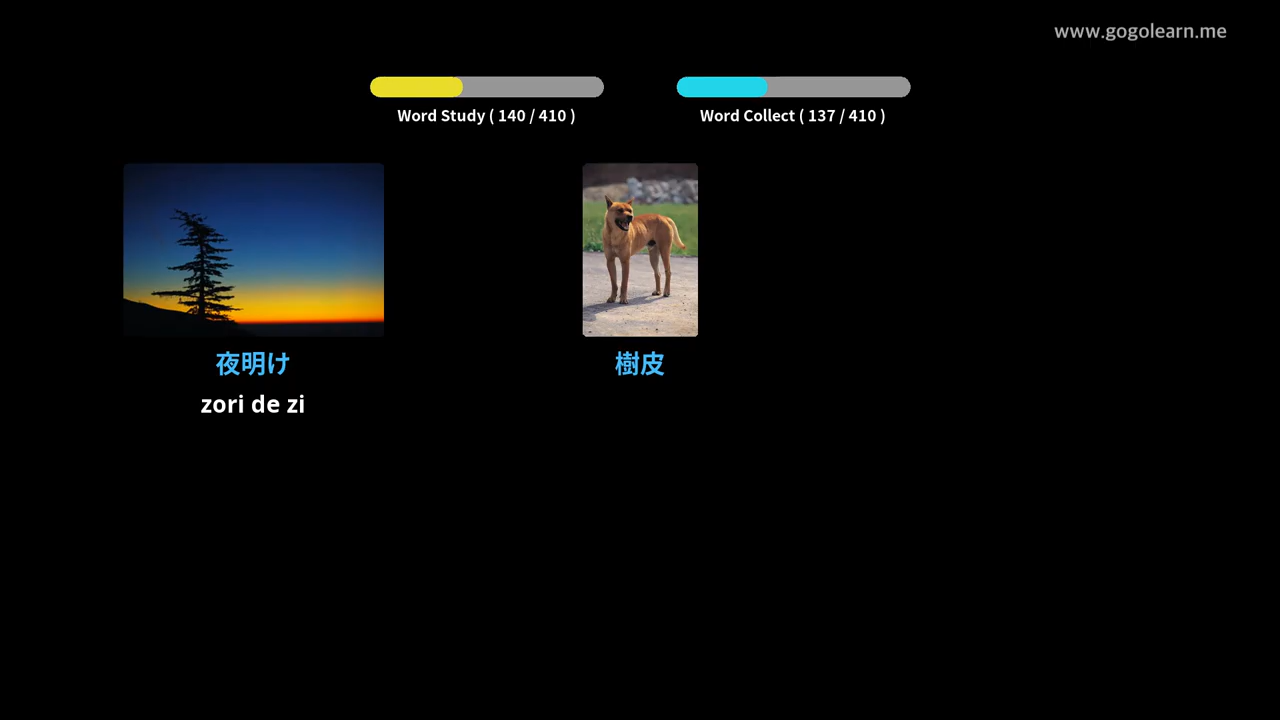 www.gogolearn.me
Word Study ( 140 / 410 )
Word Collect ( 137 / 410 )
夜明け
zori de zi
樹皮